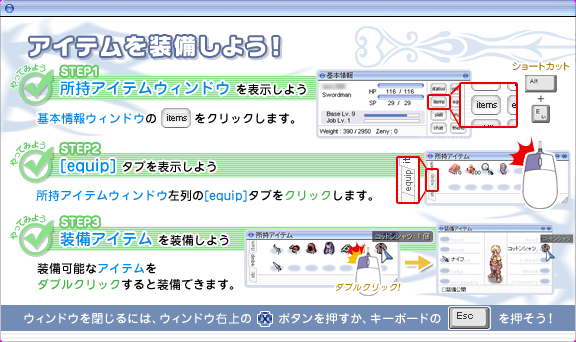 アイテムを装備しよう!
やってみよう
STEP1
所持アイテムウィンドウ を表示しよう
基本情報ウィンドウの items をクリックします。
基本情報
Swordman
HP 116 / 116
SP 29 / 29
Base Lv. 9
Job Lv. 1
Weight : 390 / 2950 Zeny : 0
status
items
skill
chat
items
ショートカット
Alt
+
E
やってみよう
STEP2
[equip] タブを表示しよう
所持アイテムウィンドウ左列の[equip]タブをクリックします。
equip
所持アイテム
やってみよう
STEP3
装備アイテム を装備しよう
装備可能なアイテムを
ダブルクリックすると装備できます。
所持アイテム
コットンシャツ : 1 個
ダブルクリック!
装備アイテム
ナイフ
コットンシャツ
装備公開
ウィンドウを閉じるには、ウィンドウ右上の ボタンを押すか、キーボードの Esc を押そう!